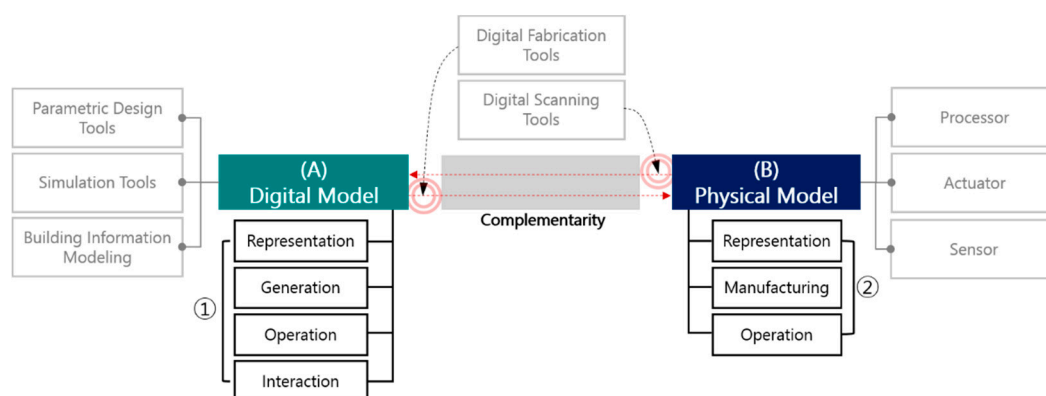 Digital Fabrication
Tools
Digital Scanning
Tools
Parametric Design
Tools
Simulation Tools
Building Information
Modeling
(A)
Digital Model
Complementarity
(B)
Physical Model
Processor
Actuator
Sensor
①
Representation
Generation
Operation
Interaction
Representation
Manufacturing
Operation
②